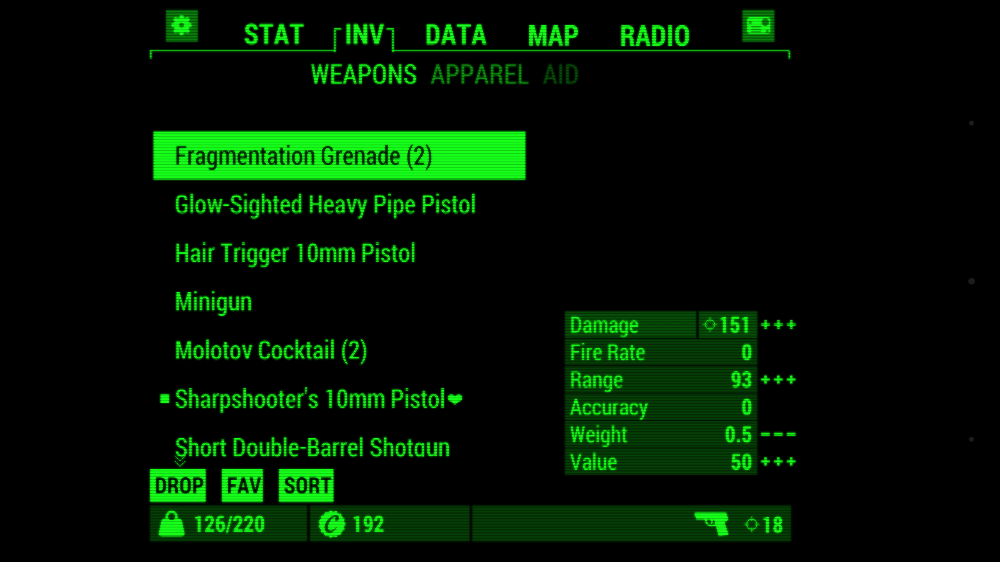 STAT INV DATA MAP RADIO
WEAPONS APPAREL AID
Fragmentation Grenade (2)
Glow-Sighted Heavy Pipe Pistol
Hair Trigger 10mm Pistol
Minigun
Molotov Cocktail (2)
Sharpshooter's 10mm Pistol❤
Short Double-Barrel Shotgun
Damage 151 +++
Fire Rate 0
Range 93 +++
Accuracy 0
Weight 0.5 ---
Value 50 +++
DROP FAV SORT
126/220 192 18